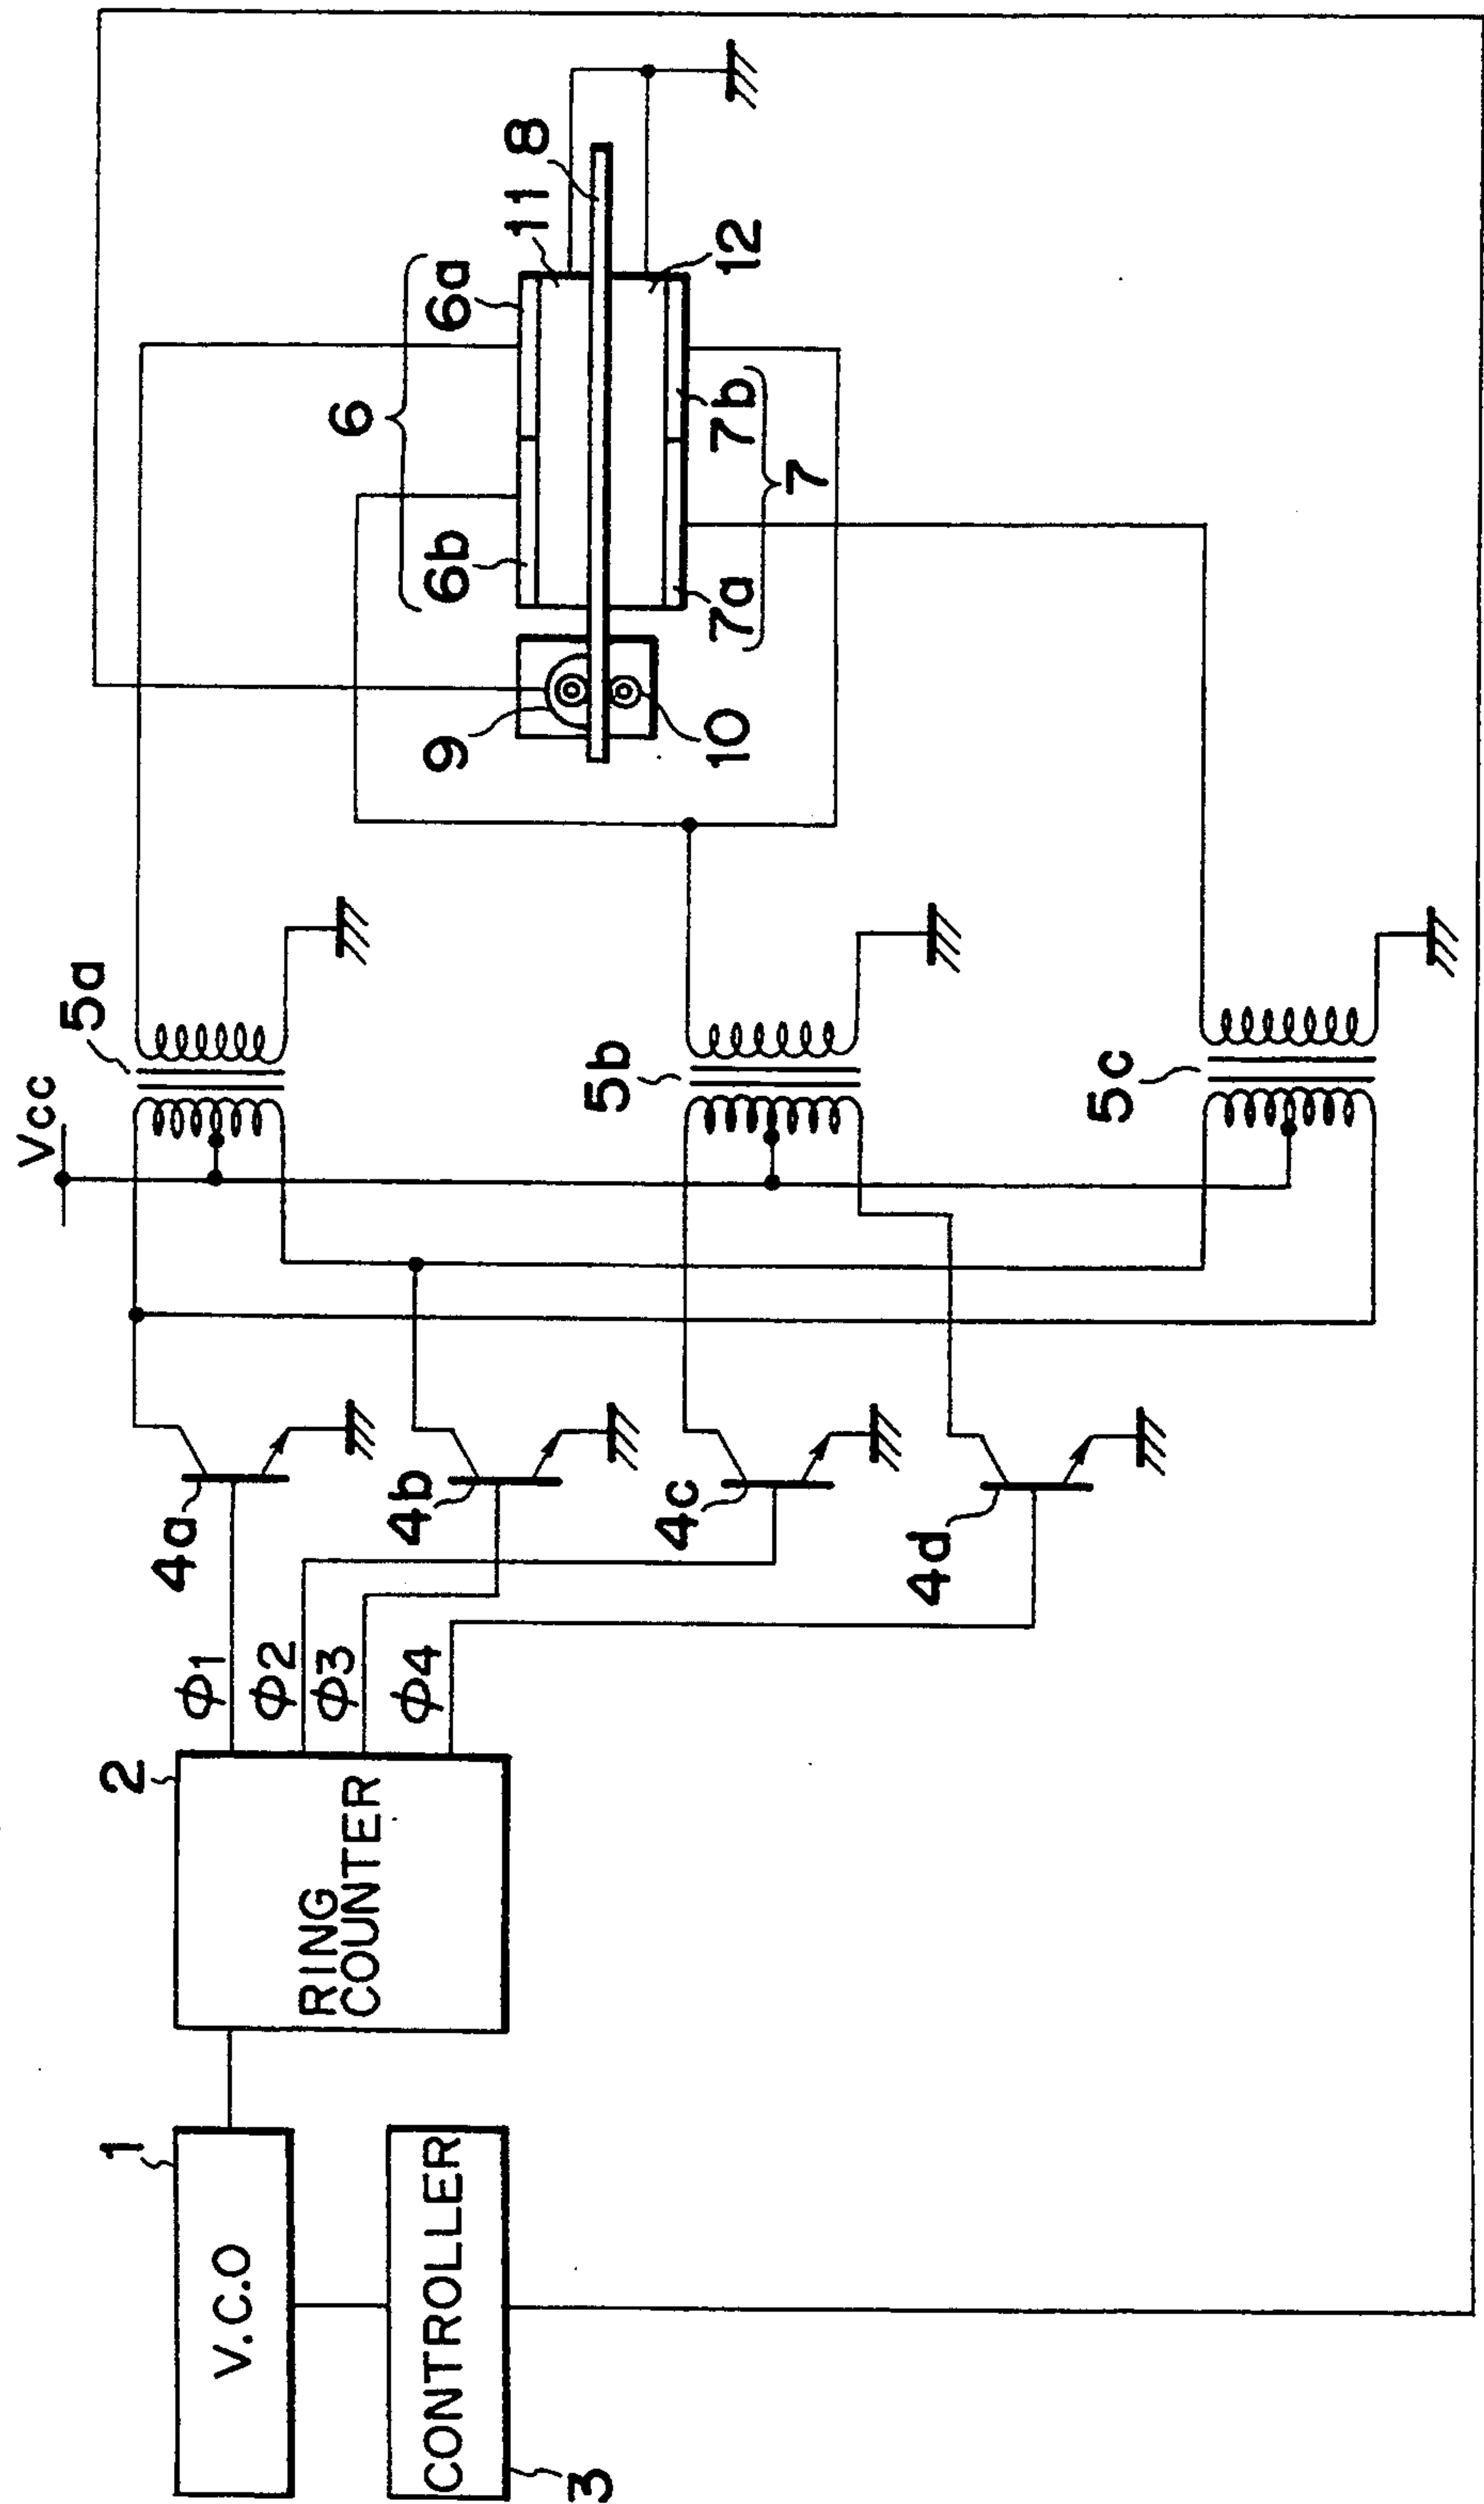 1
V.C.O
CONTROLLER
3
2
RING
COUNTER
Φ1
Φ2
Φ3
Φ4
4a
4b
4c
4d
Vcc
5a
5b
5c
9
10
6
6b
6a
11
8
7a
7b
7
12